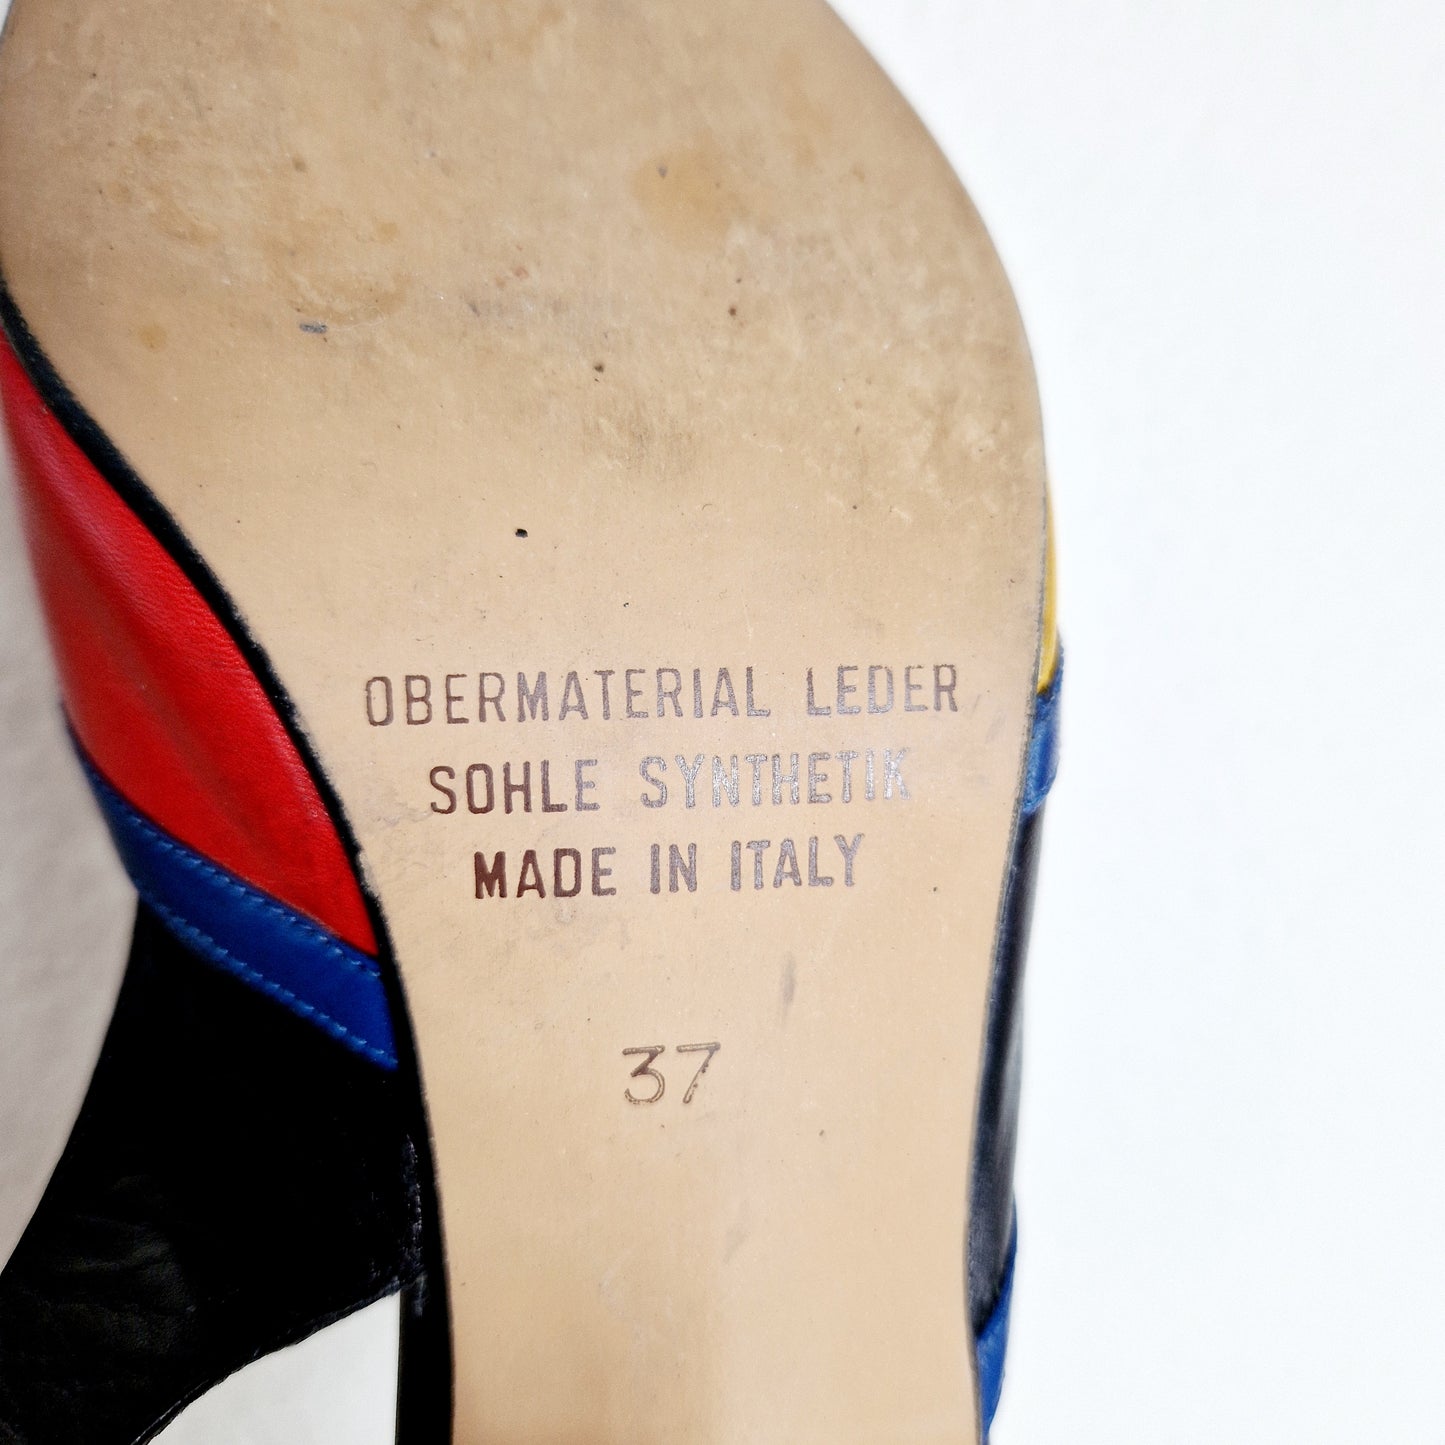 OBERMATERIAL LEDER
SOHLE SYNTHETIK
MADE IN ITALY
37